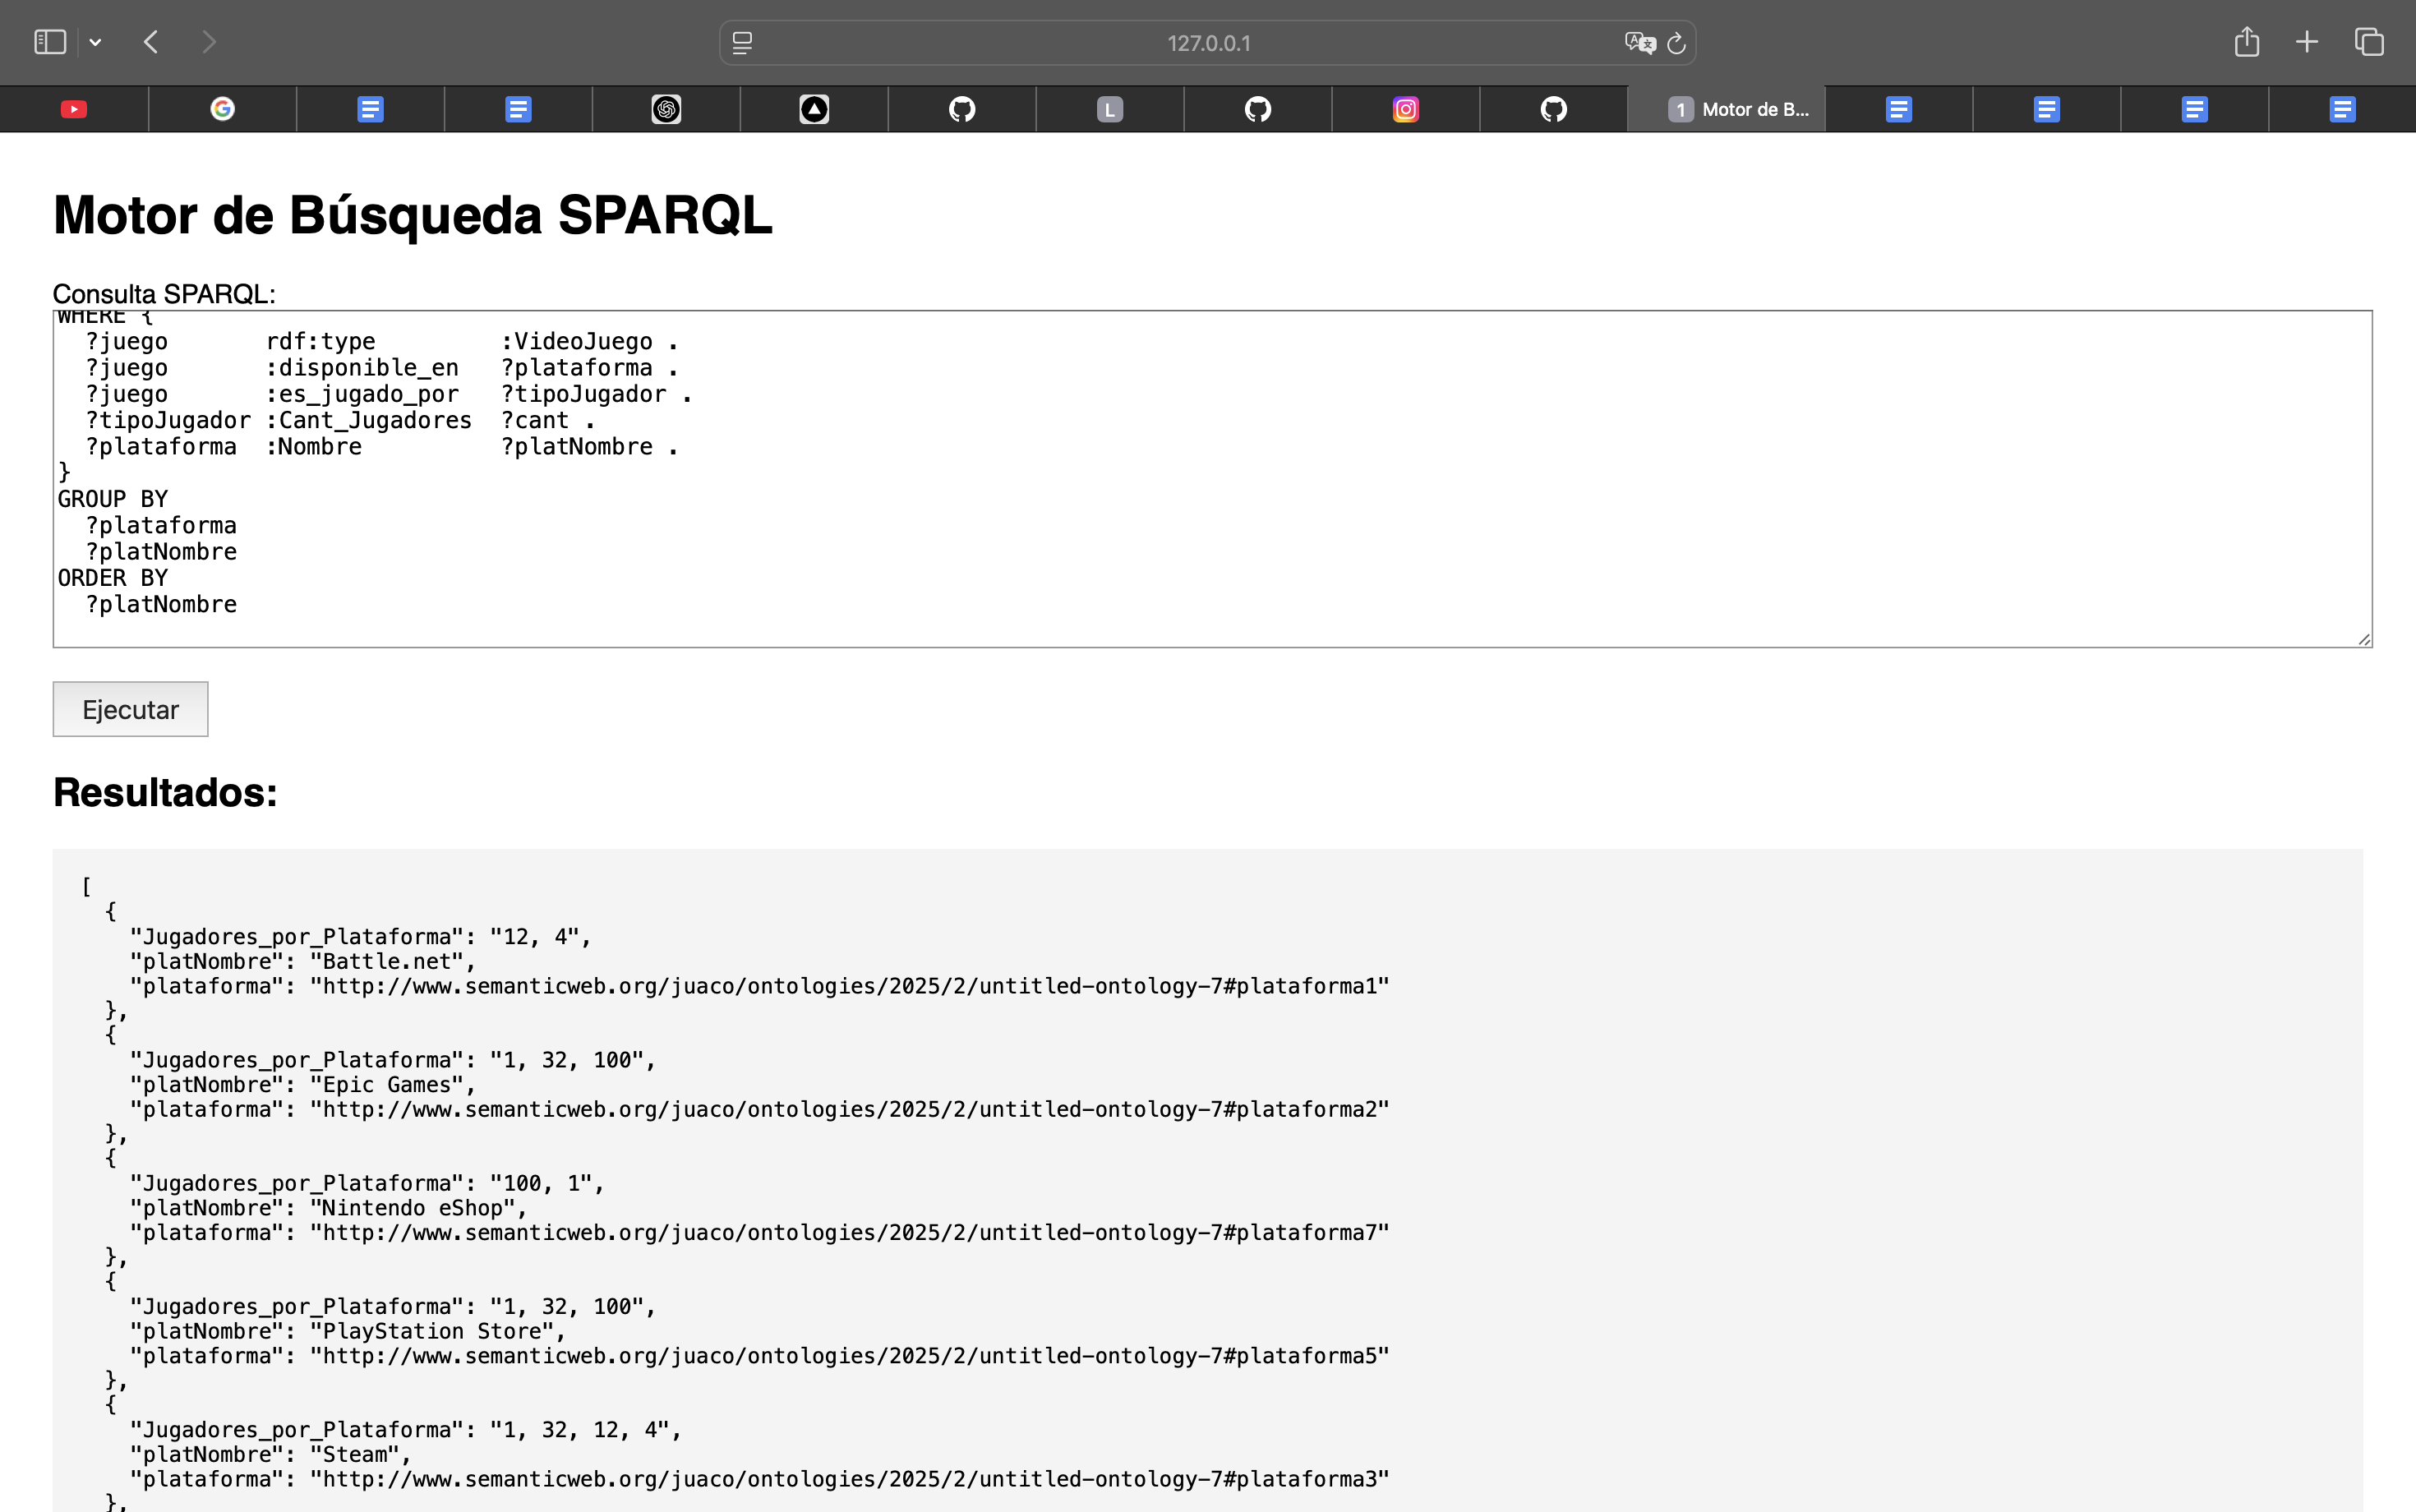 127.0.0.1
L
1 Motor de B...
Motor de Búsqueda SPARQL
Consulta SPARQL:
WHERE {
  ?juego       rdf:type         :VideoJuego .
  ?juego       :disponible_en   ?plataforma .
  ?juego       :es_jugado_por   ?tipoJugador .
  ?tipoJugador :Cant_Jugadores  ?cant .
  ?plataforma  :Nombre          ?platNombre .
}
GROUP BY
  ?plataforma
  ?platNombre
ORDER BY
  ?platNombre
Ejecutar
Resultados:
[
  {
    "Jugadores_por_Plataforma": "12, 4",
    "platNombre": "Battle.net",
    "plataforma": "http://www.semanticweb.org/juaco/ontologies/2025/2/untitled-ontology-7#plataforma1"
  },
  {
    "Jugadores_por_Plataforma": "1, 32, 100",
    "platNombre": "Epic Games",
    "plataforma": "http://www.semanticweb.org/juaco/ontologies/2025/2/untitled-ontology-7#plataforma2"
  },
  {
    "Jugadores_por_Plataforma": "100, 1",
    "platNombre": "Nintendo eShop",
    "plataforma": "http://www.semanticweb.org/juaco/ontologies/2025/2/untitled-ontology-7#plataforma7"
  },
  {
    "Jugadores_por_Plataforma": "1, 32, 100",
    "platNombre": "PlayStation Store",
    "plataforma": "http://www.semanticweb.org/juaco/ontologies/2025/2/untitled-ontology-7#plataforma5"
  },
  {
    "Jugadores_por_Plataforma": "1, 32, 12, 4",
    "platNombre": "Steam",
    "plataforma": "http://www.semanticweb.org/juaco/ontologies/2025/2/untitled-ontology-7#plataforma3"
  },